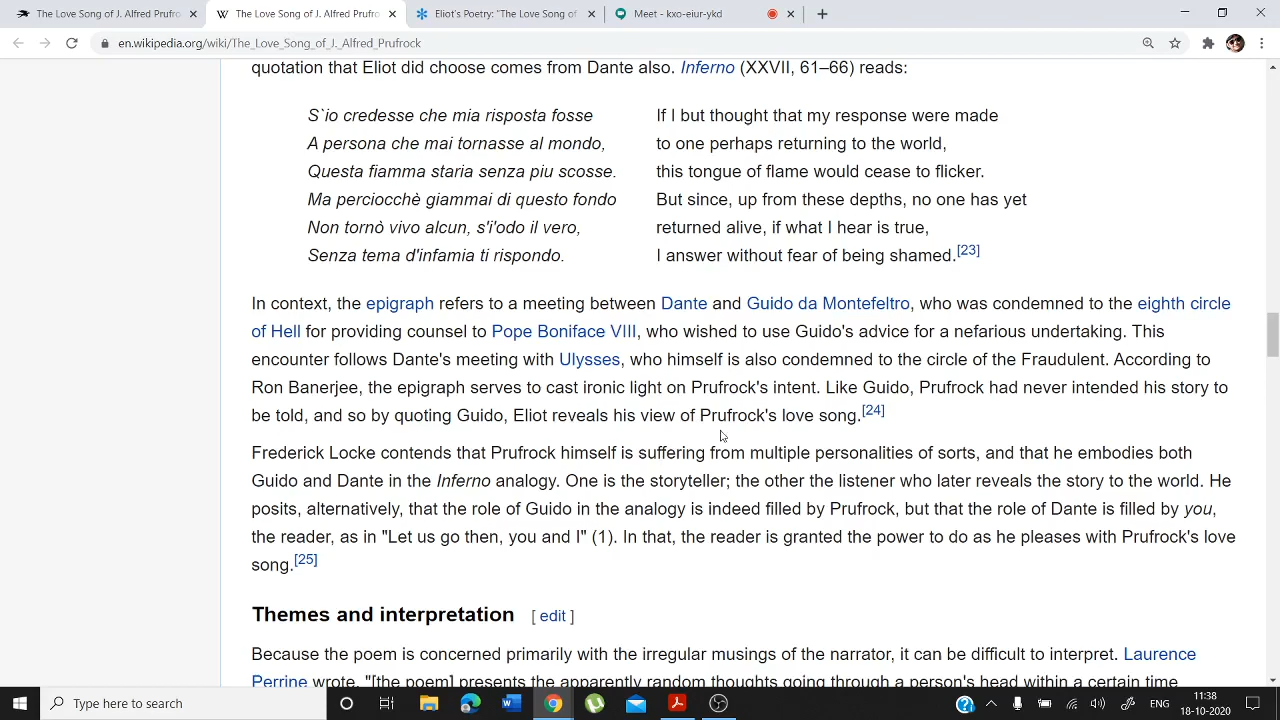 The Love Song of J. Alfred Prufro
The Love Song of J. Alfred Prufro
Eliot's Poetry: "The Love Song of
Meet - kxo-eiur-ykd
en.wikipedia.org/wiki/The_Love_Song_of_J._Alfred_Prufrock
quotation that Eliot did choose comes from Dante also. Inferno (XXVII, 61–66) reads:
S`io credesse che mia risposta fosse
A persona che mai tornasse al mondo,
Questa fiamma staria senza piu scosse.
Ma perciocchè giammai di questo fondo
Non tornò vivo alcun, s'i'odo il vero,
Senza tema d'infamia ti rispondo.
If I but thought that my response were made
to one perhaps returning to the world,
this tongue of flame would cease to flicker.
But since, up from these depths, no one has yet
returned alive, if what I hear is true,
I answer without fear of being shamed.[23]
In context, the epigraph refers to a meeting between Dante and Guido da Montefeltro, who was condemned to the eighth circle
of Hell for providing counsel to Pope Boniface VIII, who wished to use Guido's advice for a nefarious undertaking. This
encounter follows Dante's meeting with Ulysses, who himself is also condemned to the circle of the Fraudulent. According to
Ron Banerjee, the epigraph serves to cast ironic light on Prufrock's intent. Like Guido, Prufrock had never intended his story to
be told, and so by quoting Guido, Eliot reveals his view of Prufrock's love song.[24]
Frederick Locke contends that Prufrock himself is suffering from multiple personalities of sorts, and that he embodies both
Guido and Dante in the Inferno analogy. One is the storyteller; the other the listener who later reveals the story to the world. He
posits, alternatively, that the role of Guido in the analogy is indeed filled by Prufrock, but that the role of Dante is filled by you,
the reader, as in "Let us go then, you and I" (1). In that, the reader is granted the power to do as he pleases with Prufrock's love
song.[25]
Themes and interpretation [ edit ]
Because the poem is concerned primarily with the irregular musings of the narrator, it can be difficult to interpret. Laurence
Perrine wrote, "[the poem] presents the apparently random thoughts going through a person's head within a certain time
Type here to search
ENG
11:38
18-10-2020